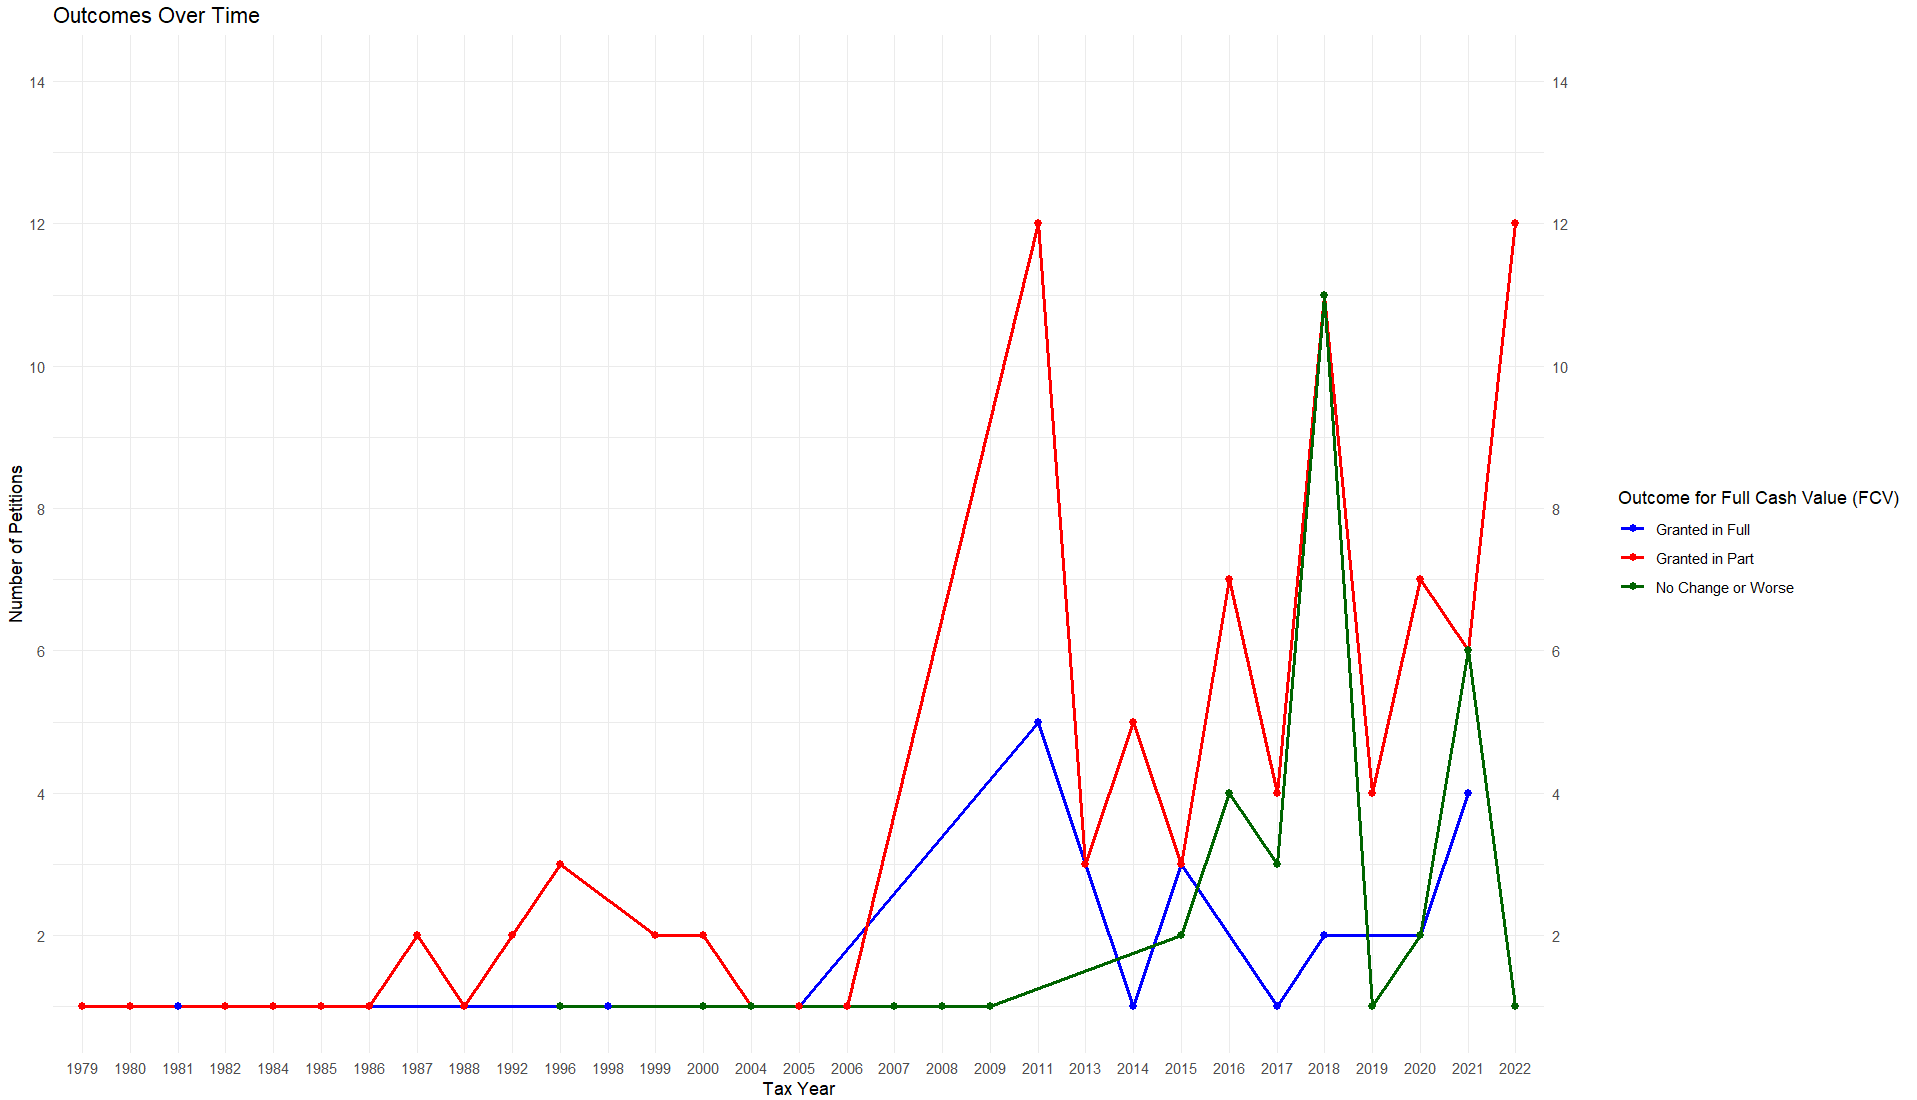 Outcomes Over Time
14
12
10
8
6
4
2
Number of Petitions
14
12
10
8
6
4
2
1979 1980 1981 1982 1984 1985 1986 1987 1988 1992 1996 1998 1999 2000 2004 2005 2006 2007 2008 2009 2011 2013 2014 2015 2016 2017 2018 2019 2020 2021 2022
Tax Year
Outcome for Full Cash Value (FCV)
Granted in Full
Granted in Part
No Change or Worse